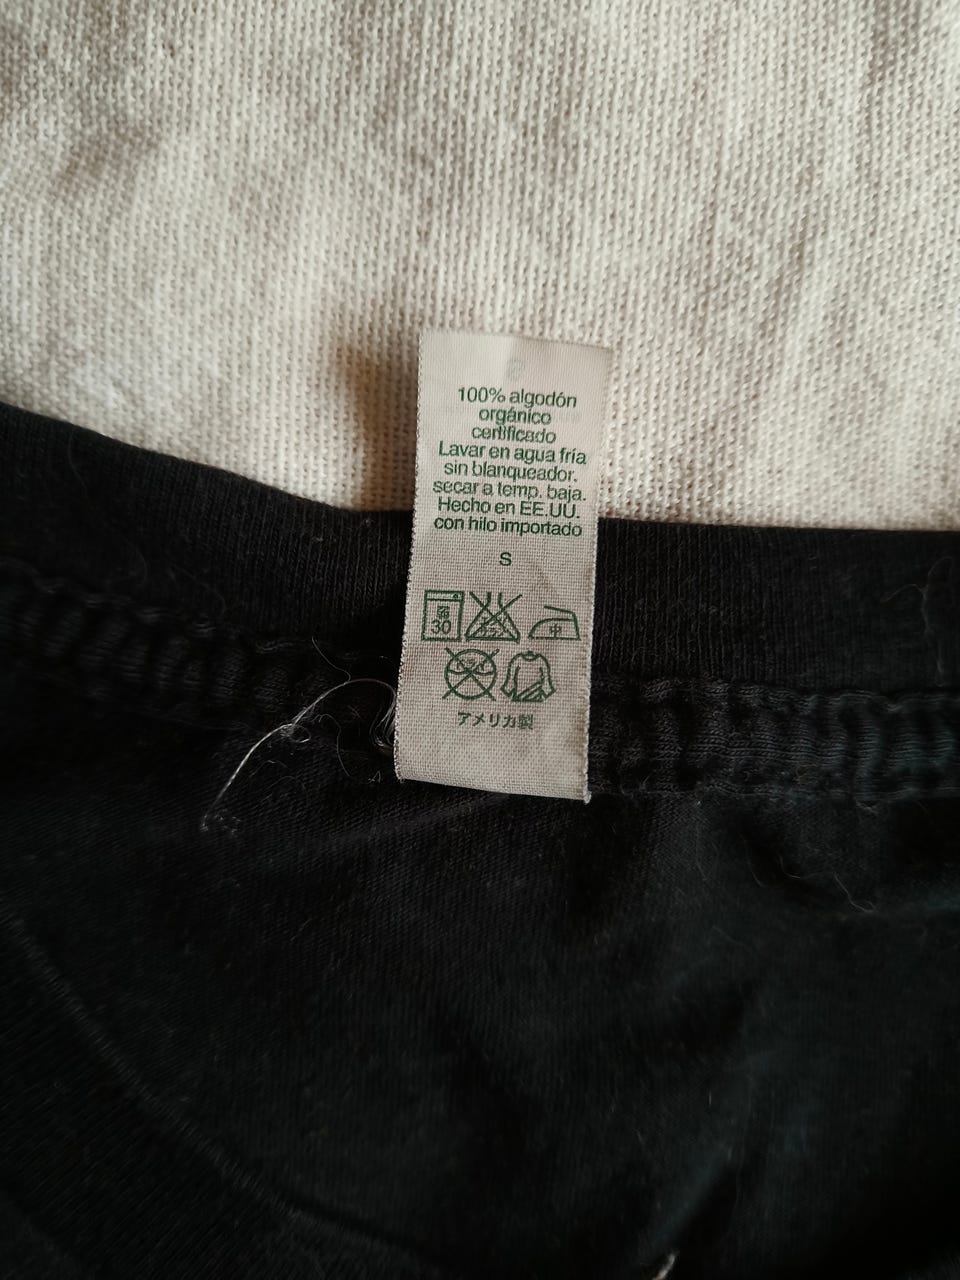 100% algodón
orgánico
certificado
Lavar en agua fría
sin blanqueador.
secar a temp. baja.
Hecho en EE.UU.
con hilo importado
S
30
中
アメリカ製